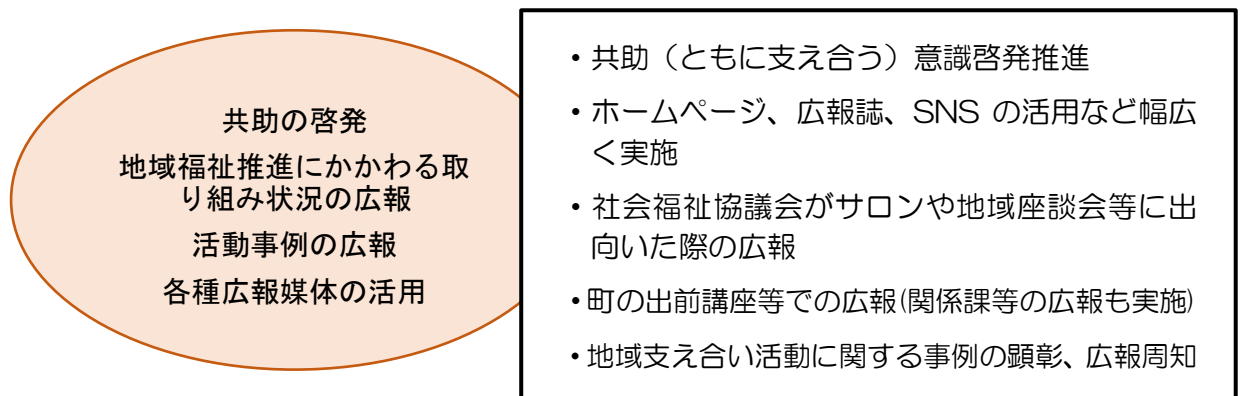 共助の啓発
地域福祉推進にかかわる取
り組み状況の広報
活動事例の広報
各種広報媒体の活用
・共助（ともに支え合う）意識啓発推進
・ホームページ、広報誌、SNS の活用など幅広
く実施
・社会福祉協議会がサロンや地域座談会等に出
向いた際の広報
・町の出前講座等での広報(関係課等の広報も実施)
・地域支え合い活動に関する事例の顕彰、広報周知